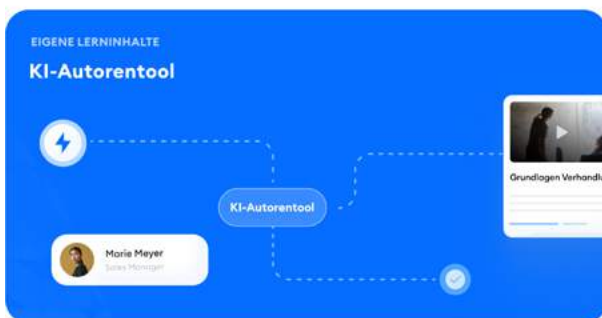 EIGENE LERNINHALTE
KI-Autorentool
Grundlagen Verhandlu
KI-Autorentool
Marie Meyer
Sales Manager